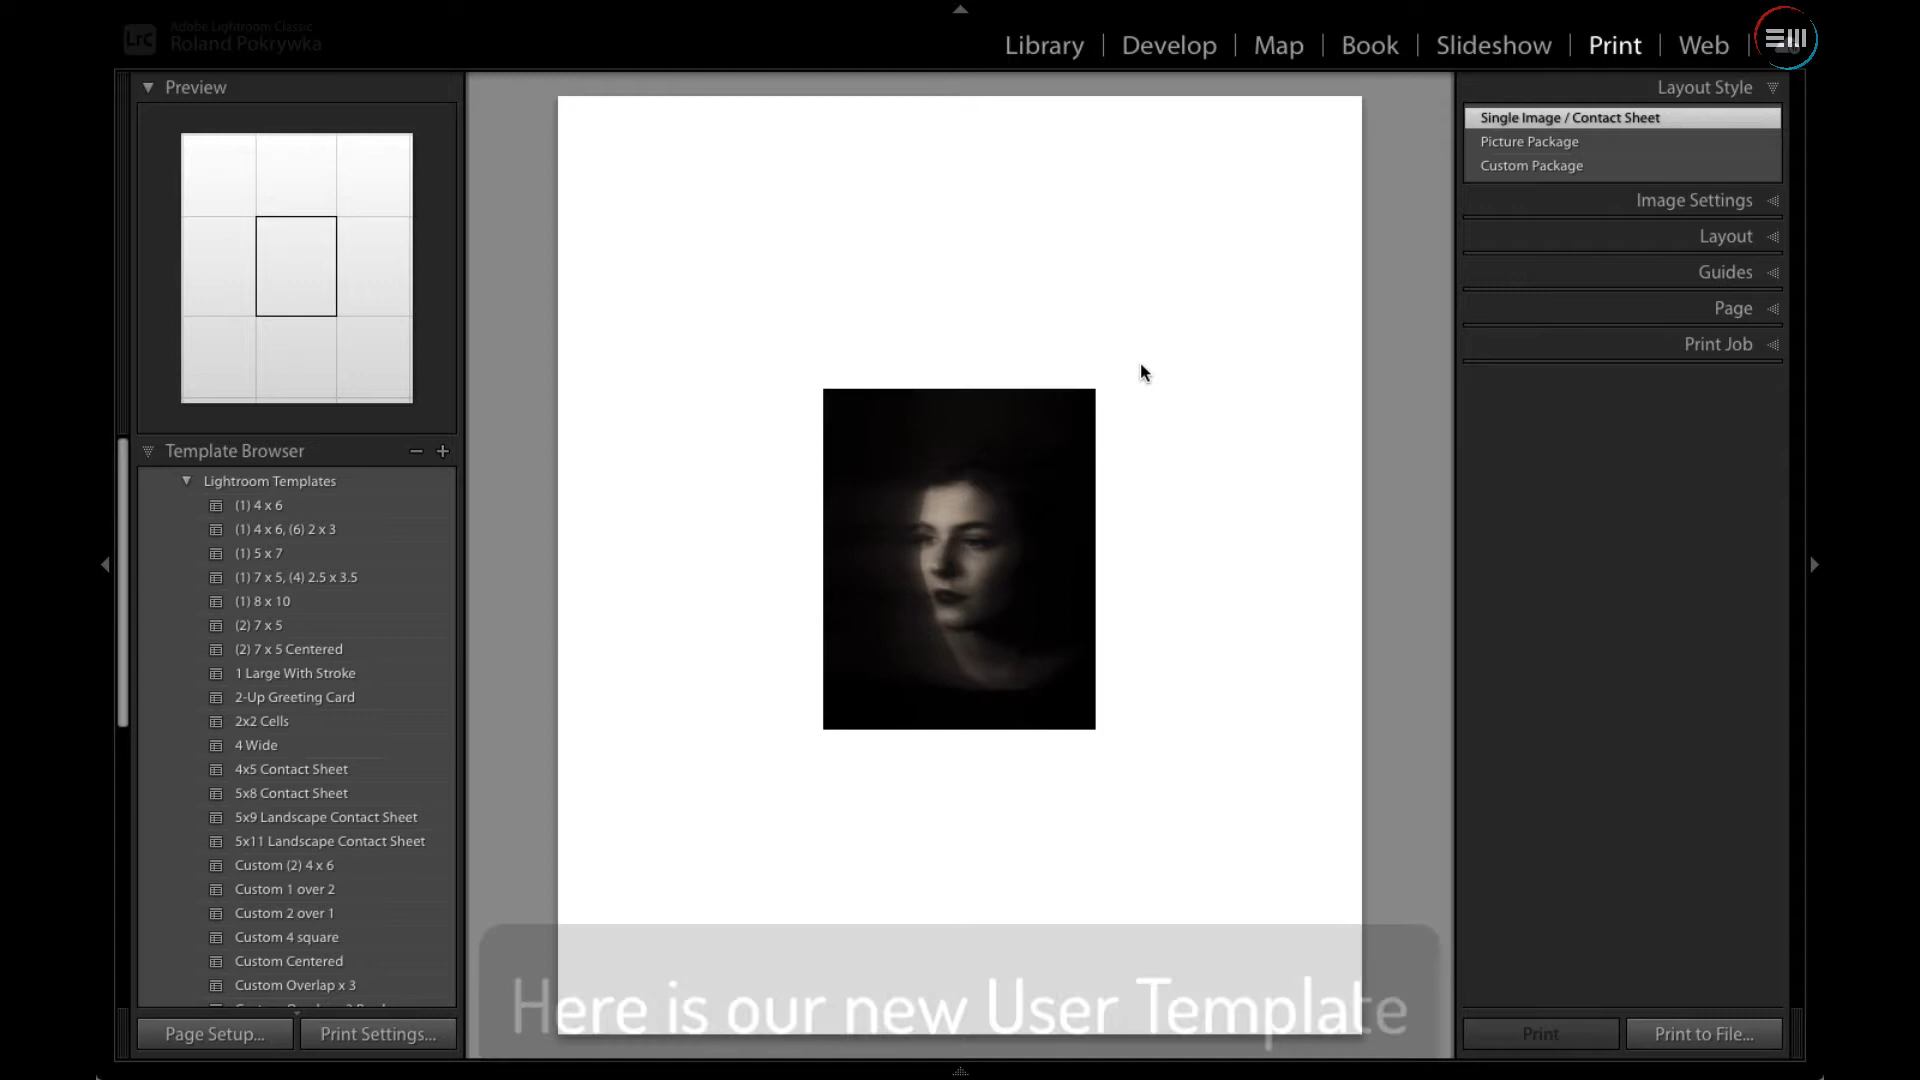 LrC
Adobe Lightroom Classic
Roland Pokrywka
Library
Develop
Map
Book
Slideshow
Print
Web
Preview
Template Browser
Lightroom Templates
(1) 4 x 6
(1) 4 x 6, (6) 2 x 3
(1) 5 x 7
(1) 7 x 5, (4) 2.5 x 3.5
(1) 8 x 10
(2) 7 x 5
(2) 7 x 5 Centered
1 Large With Stroke
2-Up Greeting Card
2x2 Cells
4 Wide
4x5 Contact Sheet
5x8 Contact Sheet
5x9 Landscape Contact Sheet
5x11 Landscape Contact Sheet
Custom (2) 4 x 6
Custom 1 over 2
Custom 2 over 1
Custom 4 square
Custom Centered
Custom Overlap x 3
Page Setup...
Print Settings...
Here is our new User Template
Layout Style
Single Image / Contact Sheet
Picture Package
Custom Package
Image Settings
Layout
Guides
Page
Print Job
Print
Print to File...